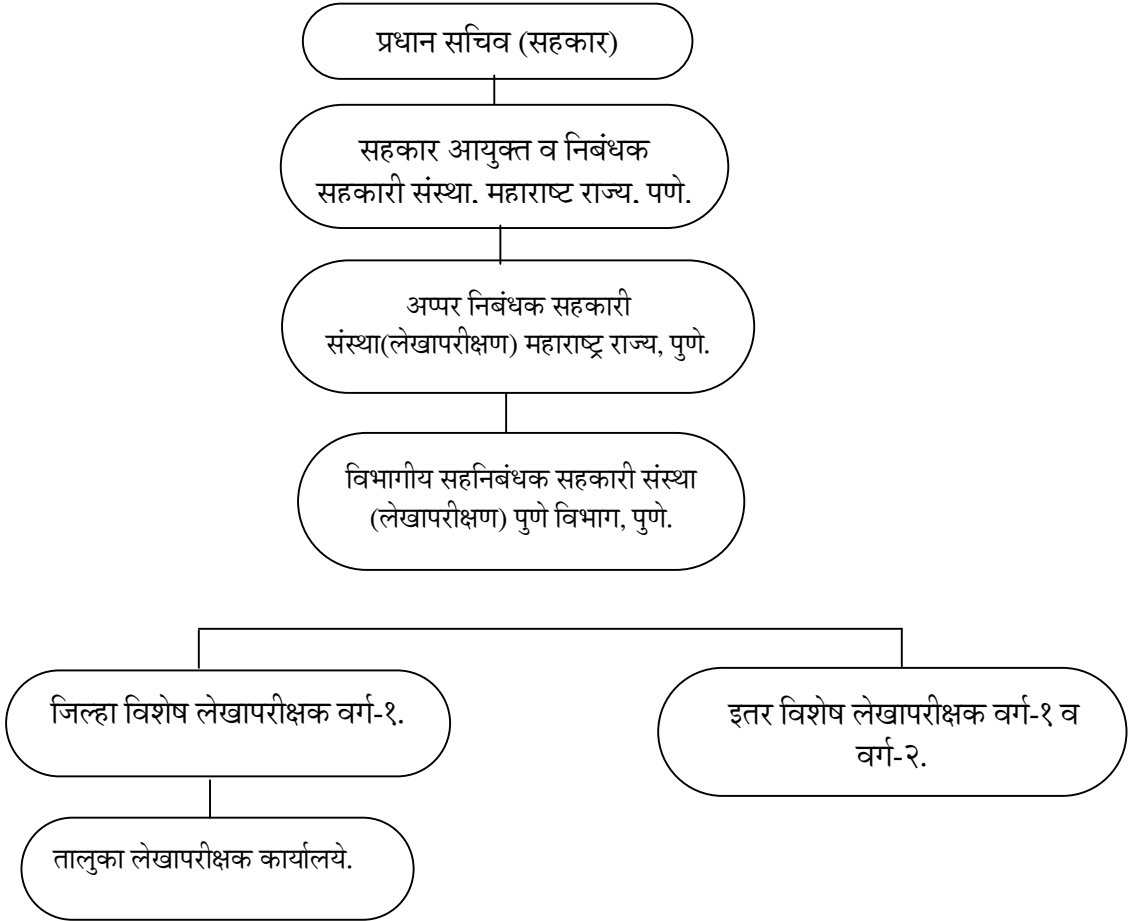 प्रधान सचिव (सहकार)
सहकार आयुक्त व निबंधक
सहकारी संस्था. महाराष्ट राज्य. पणे.
अप्पर निबंधक सहकारी
संस्था(लेखापरीक्षण) महाराष्ट्र राज्य, पुणे.
विभागीय सहनिबंधक सहकारी संस्था
(लेखापरीक्षण) पुणे विभाग, पुणे.
जिल्हा विशेष लेखापरीक्षक वर्ग-१.
इतर विशेष लेखापरीक्षक वर्ग-१ व
वर्ग-२.
तालुका लेखापरीक्षक कार्यालये.